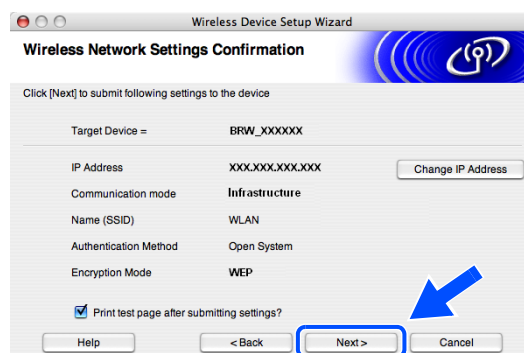 Wireless Device Setup Wizard
Wireless Network Settings Confirmation
Click [Next] to submit following settings to the device
Target Device = BRW_XXXXXX
IP Address XXX.XXX.XXX.XXX Change IP Address
Communication mode Infrastructure
Name (SSID) WLAN
Authentication Method Open System
Encryption Mode WEP
Print test page after submitting settings?
Help < Back Next > Cancel